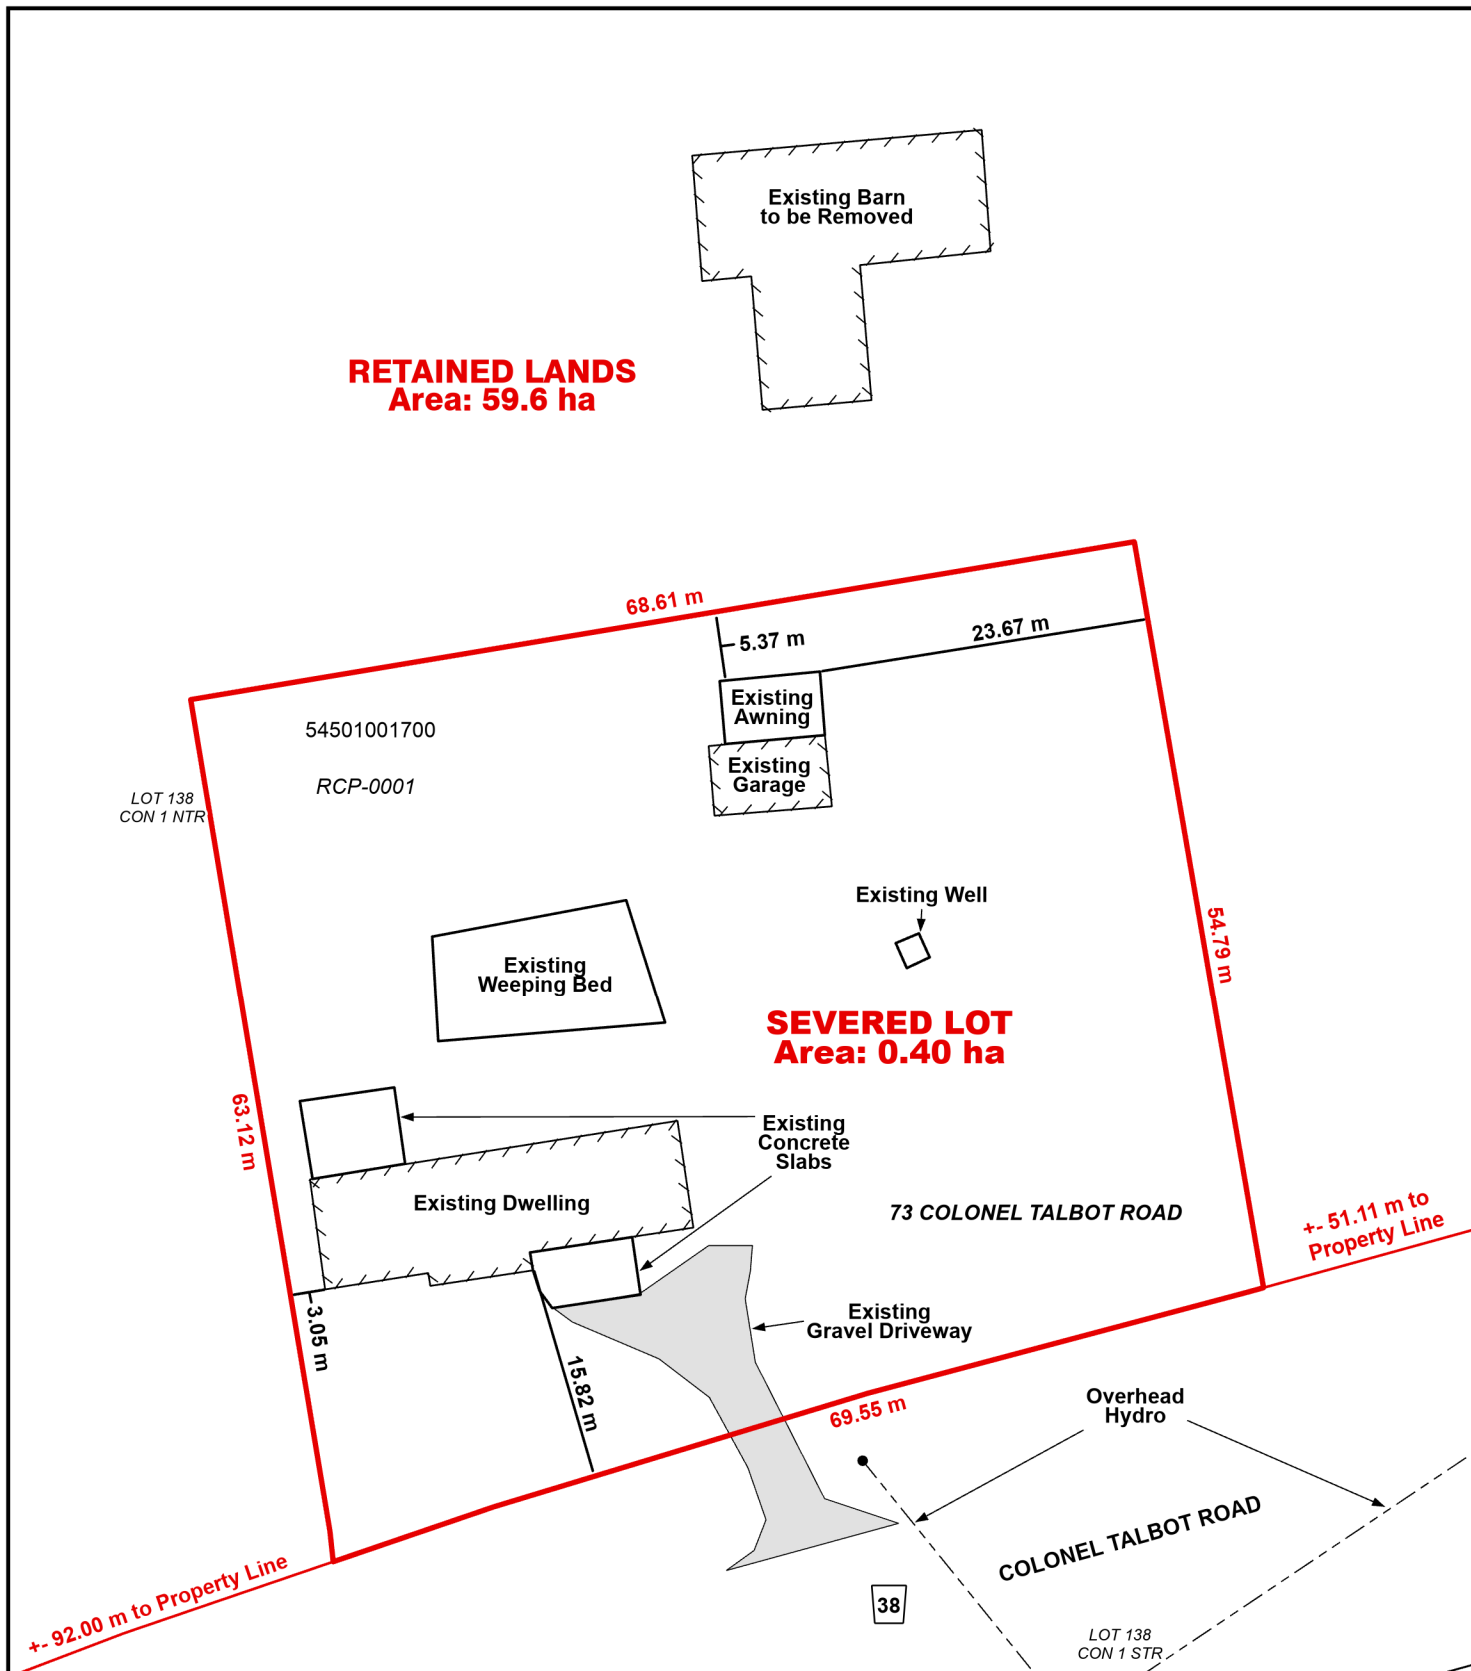 Existing Barn
to be Removed
RETAINED LANDS
Area: 59.6 ha
68.61 m
5.37 m
23.67 m
Existing
Awning
54501001700
Existing
Garage
RCP-0001
LOT 138
CON 1 NTR
Existing Well
54.79 m
Existing
Weeping Bed
SEVERED LOT
Area: 0.40 ha
63.12 m
Existing
Concrete
Slabs
Existing Dwelling
73 COLONEL TALBOT ROAD
+- 51.11 m to
Property Line
3.05 m
Existing
Gravel Driveway
15.82 m
69.55 m
Overhead
Hydro
COLONEL TALBOT ROAD
+- 92.00 m to Property Line
38
LOT 138
CON 1 STR